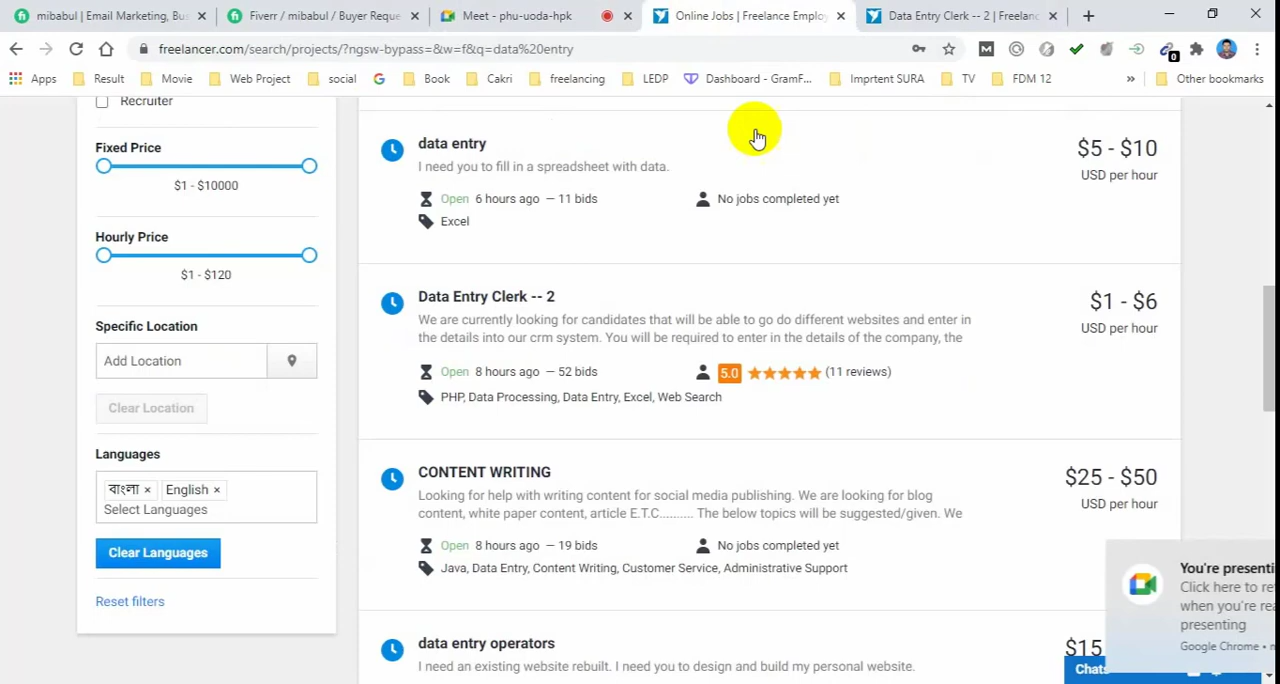 mibabul | Email Marketing, Bus
Fiverr / mibabul / Buyer Reque
Meet - phu-uoda-hpk
Online Jobs | Freelance Employ
Data Entry Clerk -- 2 | Freelanc
freelancer.com/search/projects/?ngsw-bypass=&w=f&q=data%20entry
0
Apps
Result
Movie
Web Project
social
Book
Cakri
freelancing
LEDP
Dashboard - GramF...
Imprtent SURA
TV
FDM 12
»
Other bookmarks
Recruiter
Fixed Price
$1 - $10000
Hourly Price
$1 - $120
Specific Location
Add Location
Clear Location
Languages
বাংলা × English ×
Select Languages
Clear Languages
Reset filters
data entry
$5 - $10
I need you to fill in a spreadsheet with data.
USD per hour
Open 6 hours ago – 11 bids
No jobs completed yet
Excel
Data Entry Clerk -- 2
$1 - $6
We are currently looking for candidates that will be able to go do different websites and enter in
USD per hour
the details into our crm system. You will be required to enter in the details of the company, the
Open 8 hours ago – 52 bids
5.0 (11 reviews)
PHP, Data Processing, Data Entry, Excel, Web Search
CONTENT WRITING
$25 - $50
Looking for help with writing content for social media publishing. We are looking for blog
USD per hour
content, white paper content, article E.T.C.......... The below topics will be suggested/given. We
Open 8 hours ago – 19 bids
No jobs completed yet
Java, Data Entry, Content Writing, Customer Service, Administrative Support
data entry operators
$15
I need an existing website rebuilt. I need you to design and build my personal website.
You're presenti
Click here to ret
when you're rea
presenting
Google Chrome •
Chats